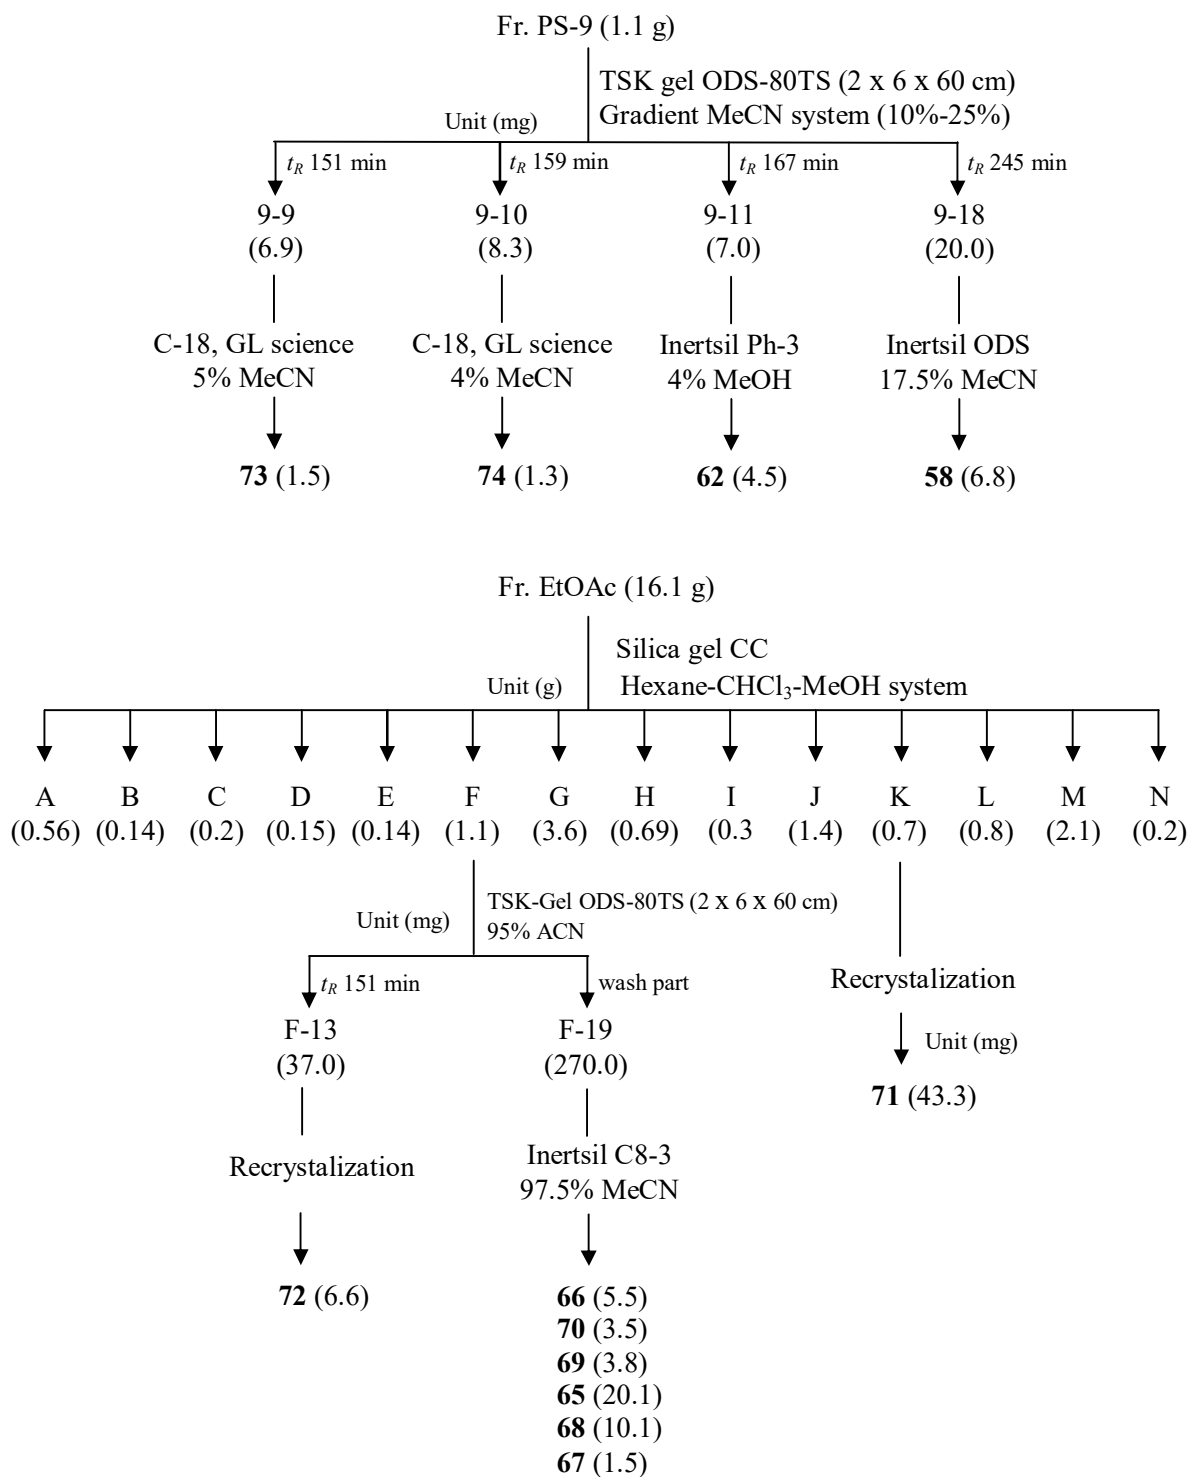 Fr. PS-9 (1.1 g)
TSK gel ODS-80TS (2 x 6 x 60 cm)
Gradient MeCN system (10%-25%)
Unit (mg)
tR 151 min
tR 159 min
tR 167 min
tR 245 min
9-9
(6.9)
9-10
(8.3)
9-11
(7.0)
9-18
(20.0)
C-18, GL science
5% MeCN
C-18, GL science
4% MeCN
Inertsil Ph-3
4% MeOH
Inertsil ODS
17.5% MeCN
73 (1.5)
74 (1.3)
62 (4.5)
58 (6.8)
Fr. EtOAc (16.1 g)
Silica gel CC
Unit (g)
Hexane-CHCl3-MeOH system
A
(0.56)
B
(0.14)
C
(0.2)
D
(0.15)
E
(0.14)
F
(1.1)
G
(3.6)
H
(0.69)
I
(0.3
J
(1.4)
K
(0.7)
L
(0.8)
M
(2.1)
N
(0.2)
TSK-Gel ODS-80TS (2 x 6 x 60 cm)
95% ACN
Unit (mg)
tR 151 min
wash part
F-13
(37.0)
F-19
(270.0)
Recrystalization
Unit (mg)
71 (43.3)
Recrystalization
Inertsil C8-3
97.5% MeCN
72 (6.6)
66 (5.5)
70 (3.5)
69 (3.8)
65 (20.1)
68 (10.1)
67 (1.5)